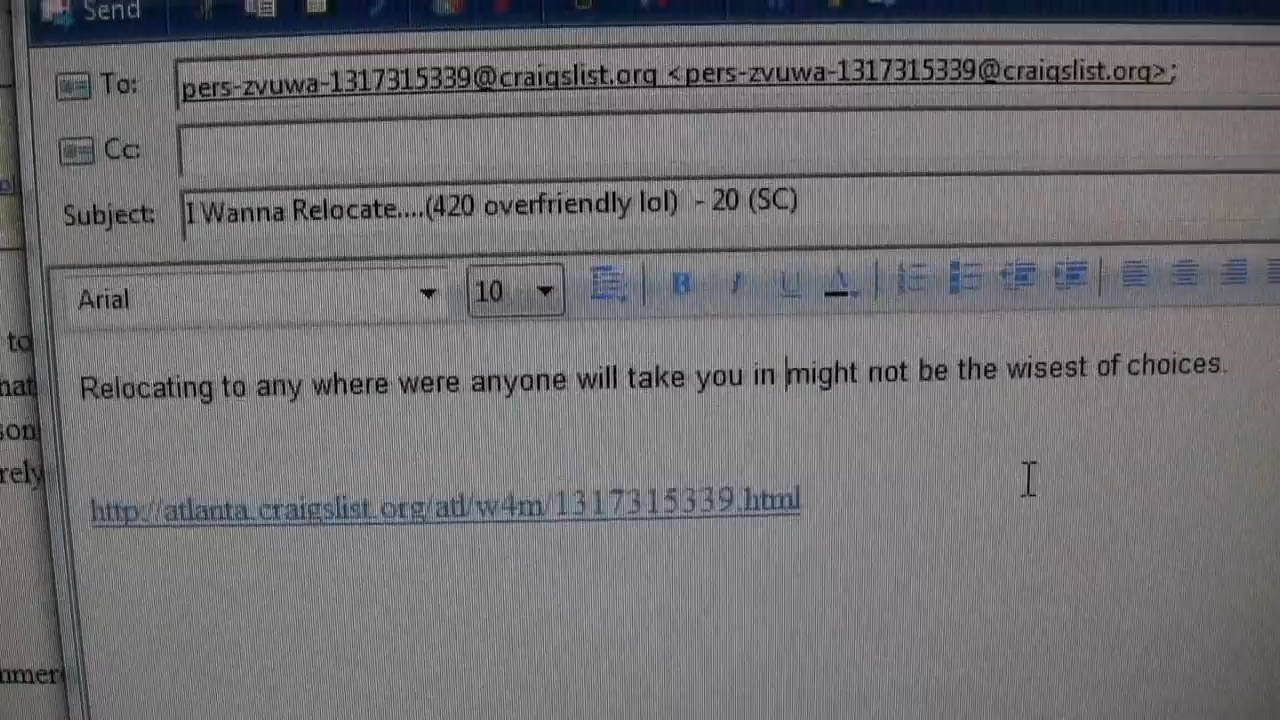 Send
To: pers-zvuwa-1317315339@craigslist.org <pers-zvuwa-1317315339@craigslist.org>;
Cc:
Subject: I Wanna Relocate....(420 overfriendly lol) - 20 (SC)
Arial 10 B I U A
to
Relocating to any where were anyone will take you in might not be the wisest of choices.
http://atlanta.craigslist.org/atl/w4m/1317315339.html